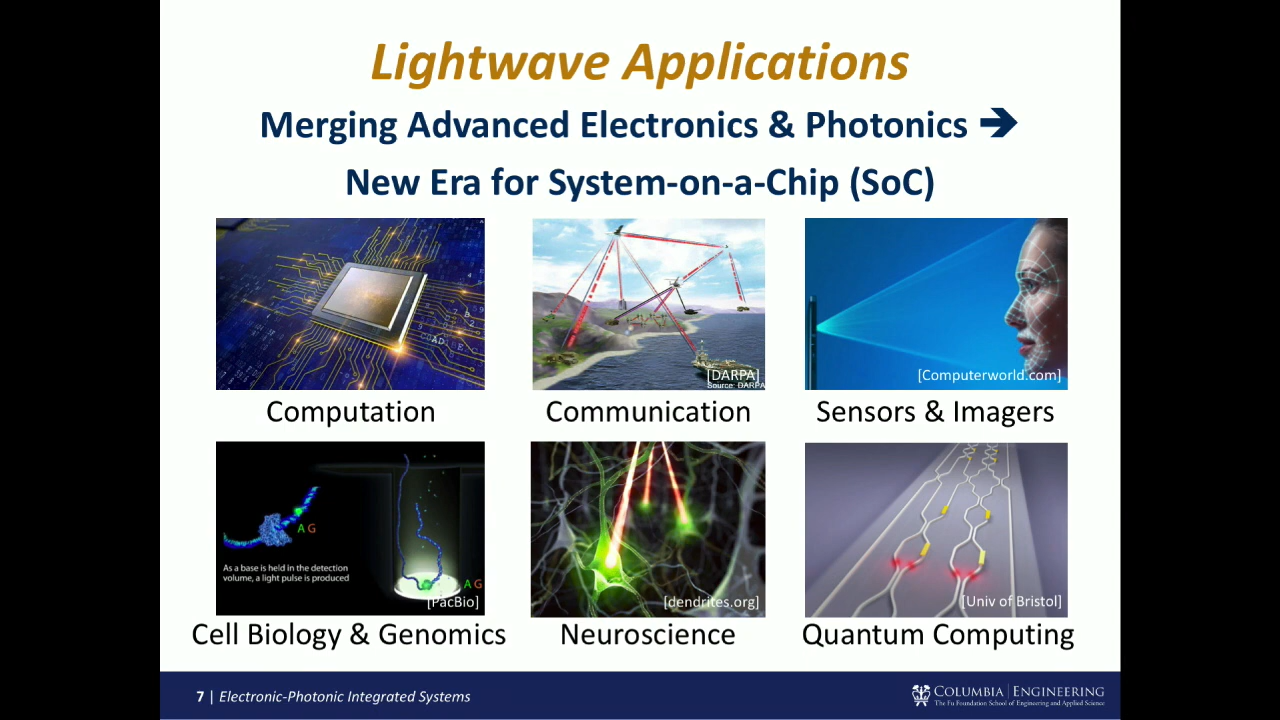 Lightwave Applications
Merging Advanced Electronics & Photonics ➔
New Era for System-on-a-Chip (SoC)
AD
[DARPA]
Source: DARPA
[Computerworld.com]
Computation
Communication
Sensors & Imagers
A G
As a base is held in the detection
volume, a light pulse is produced
A G
[PacBio]
[dendrites.org]
[Univ of Bristol]
Cell Biology & Genomics
Neuroscience
Quantum Computing
7 | Electronic-Photonic Integrated Systems
COLUMBIA | ENGINEERING
The Fu Foundation School of Engineering and Applied Science